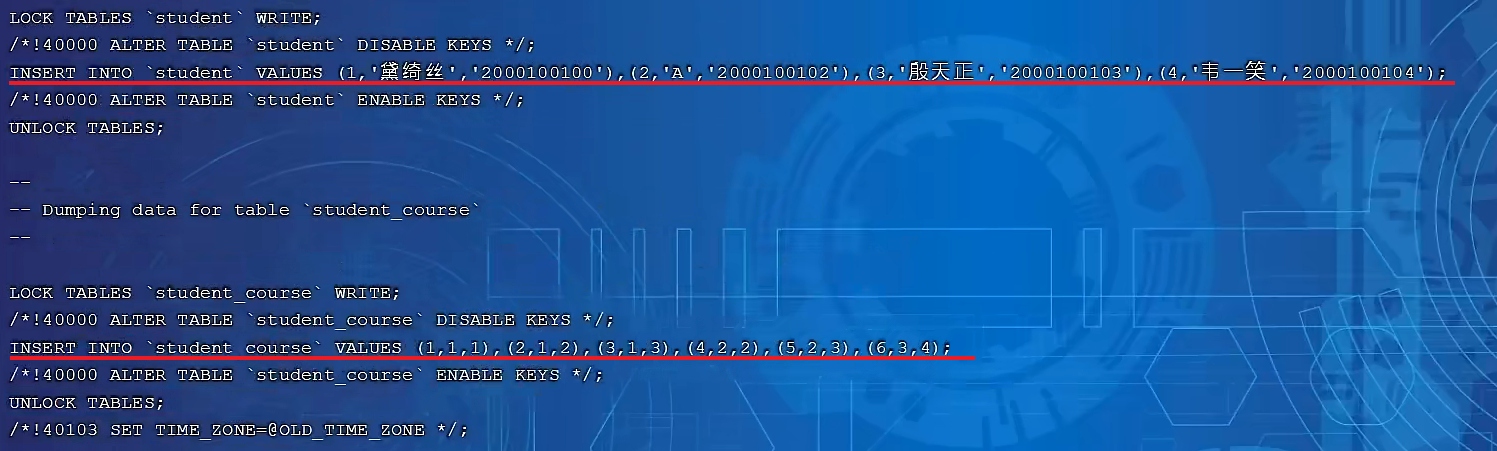 LOCK TABLES `student` WRITE;
/*!40000 ALTER TABLE `student` DISABLE KEYS */;
INSERT INTO `student` VALUES (1,'黛绮丝','2000100100'),(2,'A','2000100102'),(3,'殷天正','2000100103'),(4,'韦一笑','2000100104');
/*!40000 ALTER TABLE `student` ENABLE KEYS */;
UNLOCK TABLES;
--
-- Dumping data for table `student_course`
--
LOCK TABLES `student_course` WRITE;
/*!40000 ALTER TABLE `student_course` DISABLE KEYS */;
INSERT INTO `student_course` VALUES (1,1,1),(2,1,2),(3,1,3),(4,2,2),(5,2,3),(6,3,4);
/*!40000 ALTER TABLE `student_course` ENABLE KEYS */;
UNLOCK TABLES;
/*!40103 SET TIME_ZONE=@OLD_TIME_ZONE */;